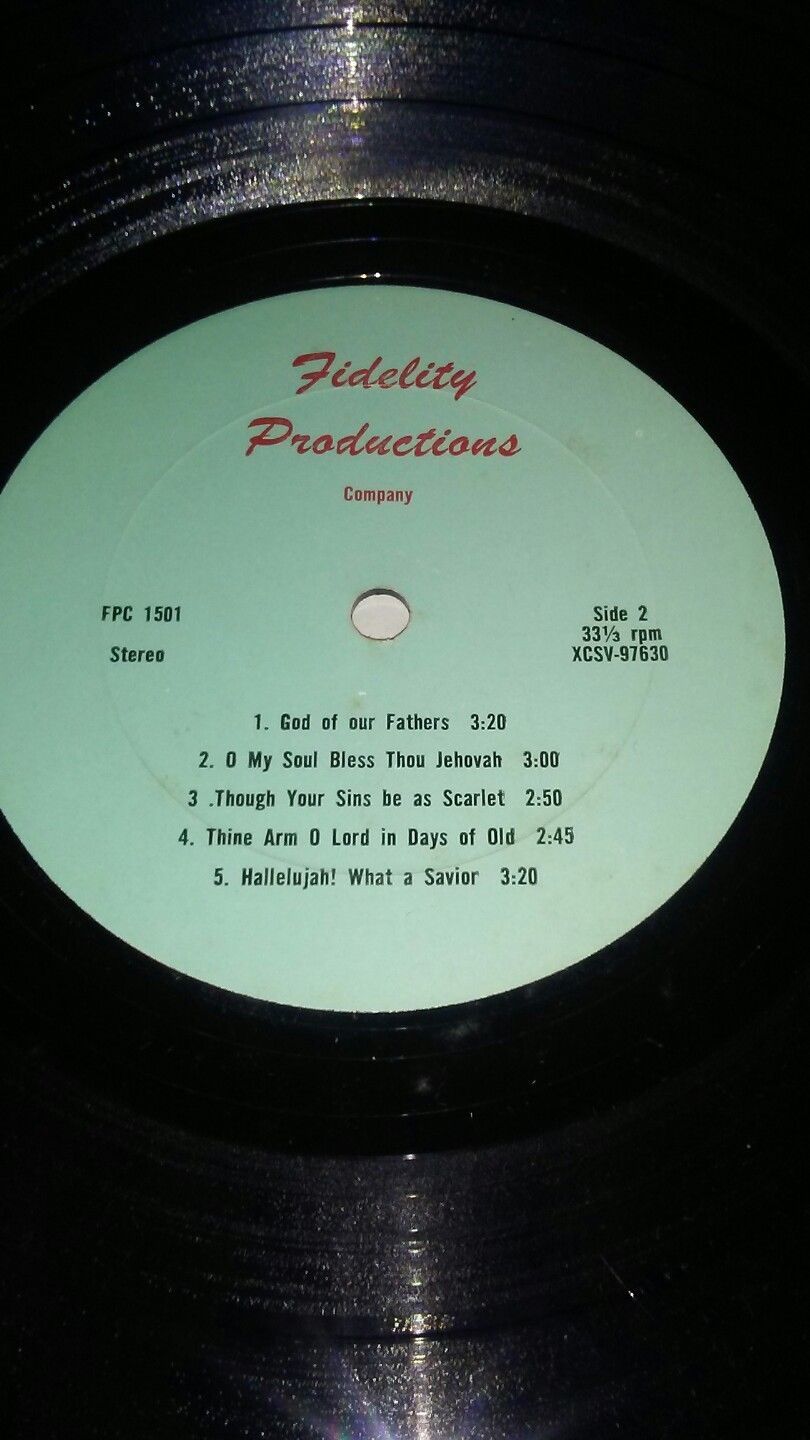 Fidelity
Productions
Company
FPC 1501
Stereo
Side 2
33⅓ rpm
XCSV-97630
1. God of our Fathers 3:20
2. O My Soul Bless Thou Jehovah 3:00
3 .Though Your Sins be as Scarlet 2:50
4. Thine Arm O Lord in Days of Old 2:45
5. Hallelujah! What a Savior 3:20